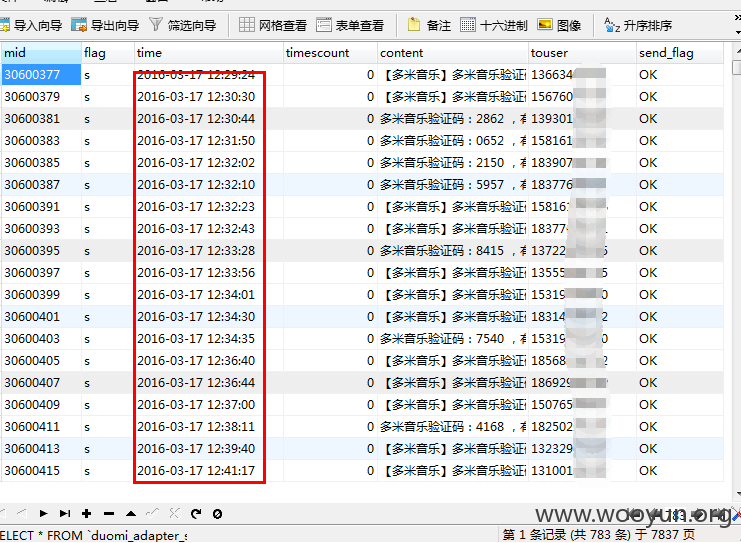 导入向导 导出向导 筛选向导 网格查看 表单查看 备注 十六进制 图像 升序排序
mid flag time timescount content touser send_flag
30600377 s 2016-03-17 12:29:24 0 【多米音乐】多米音乐验证 136634 OK
30600379 s 2016-03-17 12:30:30 0 【多米音乐】多米音乐验证 156760 OK
30600381 s 2016-03-17 12:30:44 0 多米音乐验证码：2862 ，有 139301 OK
30600383 s 2016-03-17 12:31:50 0 多米音乐验证码：0652 ，有 158161 OK
30600385 s 2016-03-17 12:32:02 0 多米音乐验证码：2150 ，有 183907 OK
30600387 s 2016-03-17 12:32:10 0 多米音乐验证码：5957 ，有 183776 OK
30600391 s 2016-03-17 12:32:23 0 【多米音乐】多米音乐验证 15816 OK
30600393 s 2016-03-17 12:32:43 0 【多米音乐】多米音乐验证 18377 OK
30600395 s 2016-03-17 12:33:28 0 多米音乐验证码：8415 ，有 13722 OK
30600397 s 2016-03-17 12:33:56 0 【多米音乐】多米音乐验证 13555 OK
30600399 s 2016-03-17 12:34:01 0 【多米音乐】多米音乐验证 15319 0 OK
30600401 s 2016-03-17 12:34:30 0 【多米音乐】多米音乐验证 18314 2 OK
30600403 s 2016-03-17 12:34:35 0 多米音乐验证码：7540 ，有 15319 0 OK
30600405 s 2016-03-17 12:36:40 0 【多米音乐】多米音乐验证 18568 2 OK
30600407 s 2016-03-17 12:36:44 0 【多米音乐】多米音乐验证 18692 OK
30600409 s 2016-03-17 12:37:00 0 【多米音乐】多米音乐验证 150765 OK
30600411 s 2016-03-17 12:38:11 0 多米音乐验证码：4168 ，有 182502 OK
30600413 s 2016-03-17 12:39:40 0 【多米音乐】多米音乐验证 132329 OK
30600415 s 2016-03-17 12:41:17 0 【多米音乐】多米音乐验证 131001 OK
783
www.wooyun.org
ELECT * FROM `duomi_adapter_s 第 1 条记录 (共 783 条) 于 7837 页